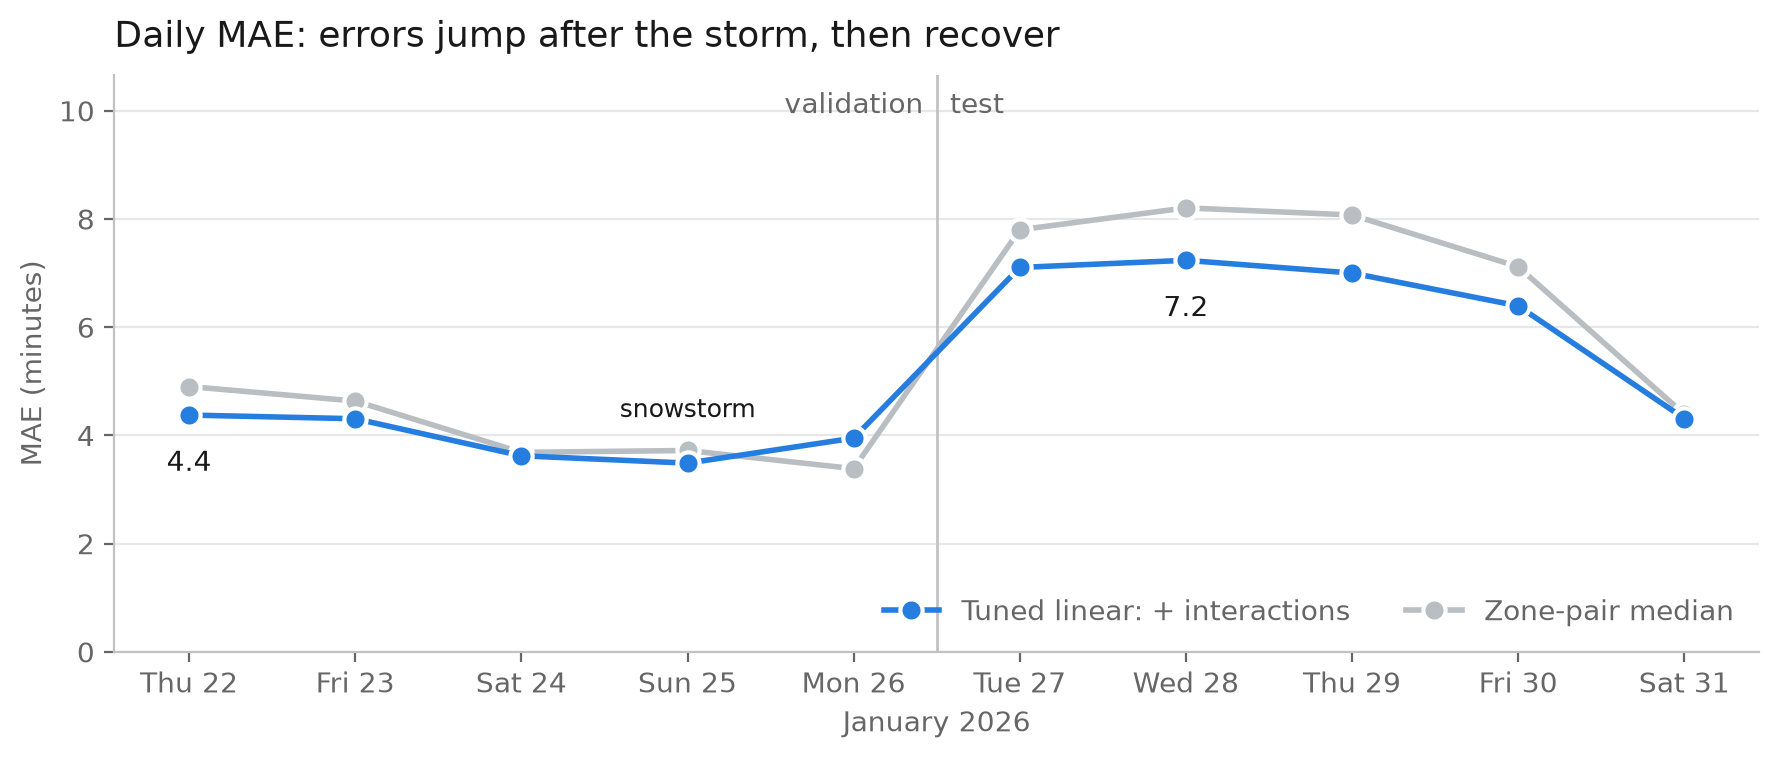 Daily MAE: errors jump after the storm, then recover
validation
test
10
8
6
4
2
0
MAE (minutes)
snowstorm
4.4
7.2
Tuned linear: + interactions
Zone-pair median
Thu 22
Fri 23
Sat 24
Sun 25
Mon 26
Tue 27
Wed 28
Thu 29
Fri 30
Sat 31
January 2026